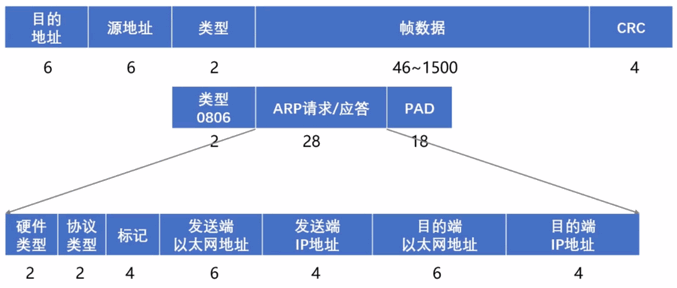 目的 源地址 类型 帧数据 CRC
地址
6 6 2 46~1500 4
类型 ARP请求/应答 PAD
0806
2 28 18
硬件 协议 标记 发送端 发送端 目的端 目的端
类型 类型 以太网地址 IP地址 以太网地址 IP地址
2 2 4 6 4 6 4